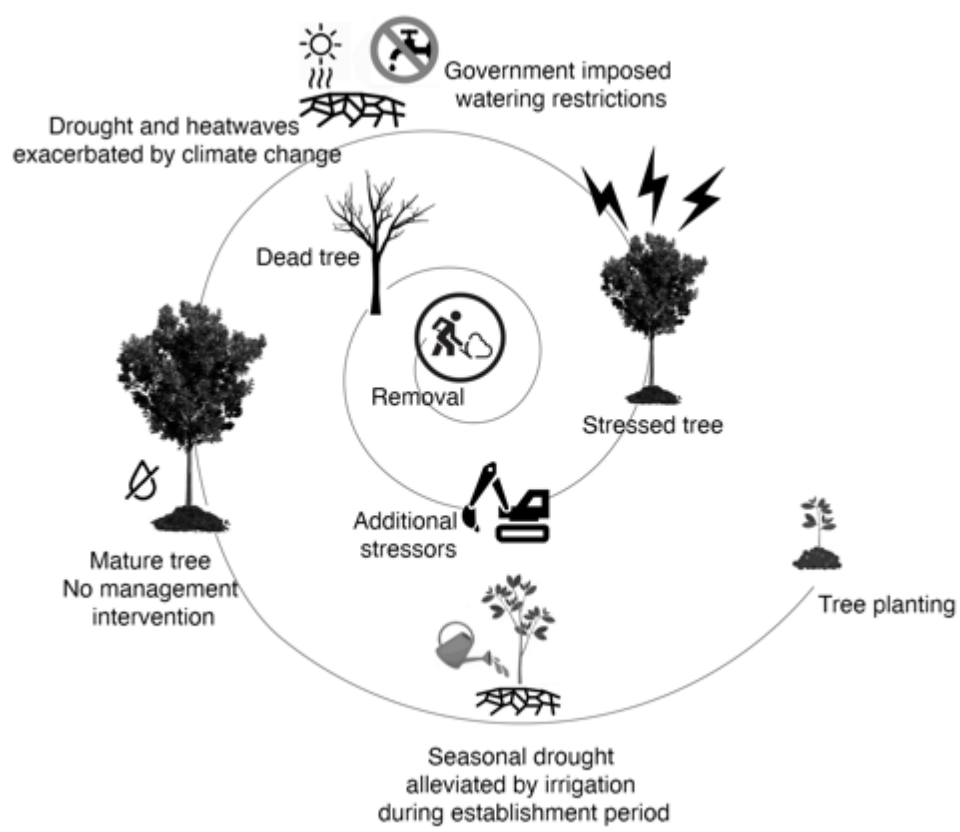 Government imposed
watering restrictions
Drought and heatwaves
exacerbated by climate change
Dead tree
Removal
Stressed tree
Additional
stressors
Mature tree
No management
intervention
Tree planting
Seasonal drought
alleviated by irrigation
during establishment period